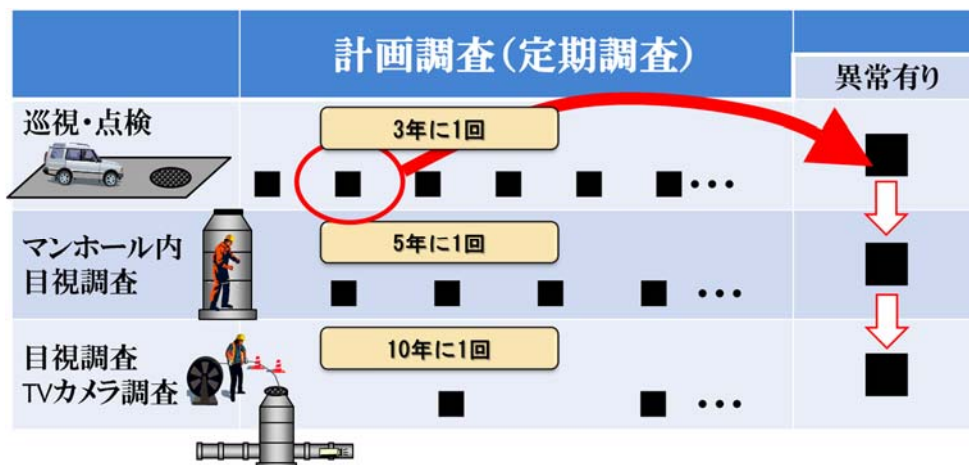 計画調査（定期調査）
異常有り
巡視・点検
3年に1回
･･･
マンホール内
目視調査
5年に1回
･･･
目視調査
TVカメラ調査
10年に1回
･･･